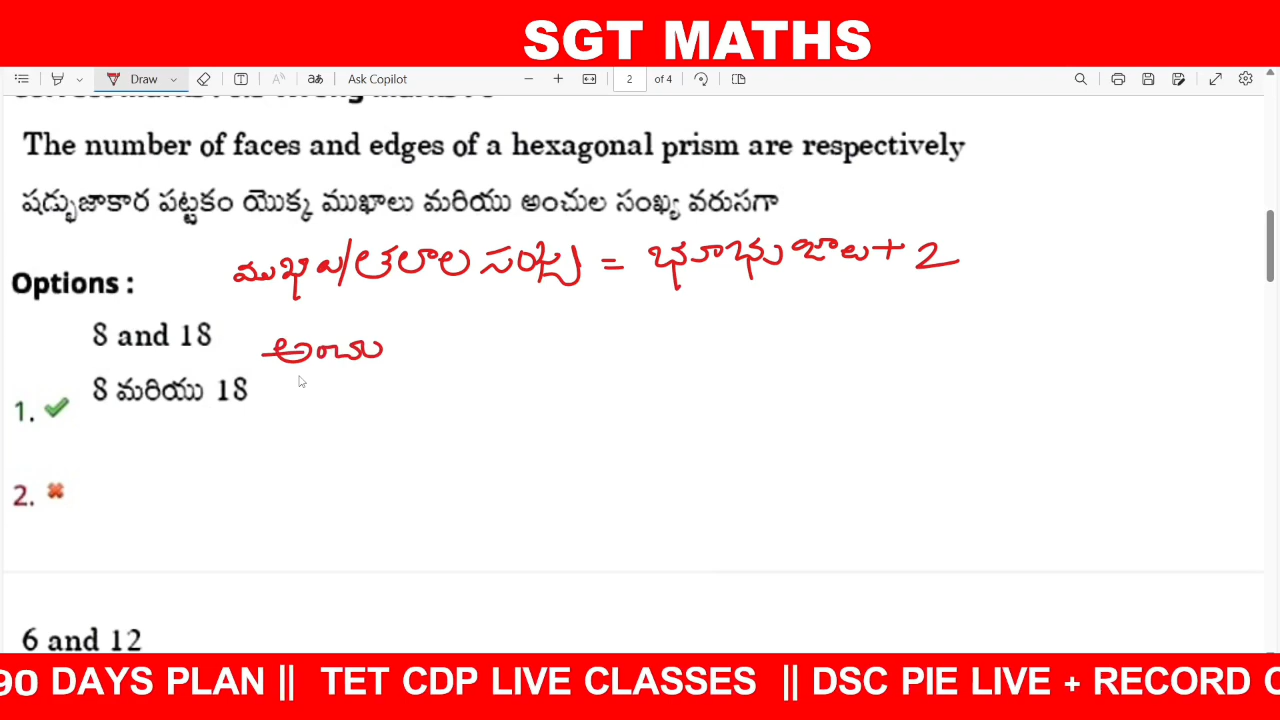 SGT MATHS
Draw Ask Copilot 2 of 4
The number of faces and edges of a hexagonal prism are respectively
షడ్భుజాకార పట్టకం యొక్క ముఖాలు మరియు అంచుల సంఖ్య వరుసగా
ముఖాల/తలాల సంఖ్య = భూభుజాలు + 2
Options :
8 and 18
అంచు
8 మరియు 18
1.
2.
6 and 12
90 DAYS PLAN || TET CDP LIVE CLASSES || DSC PIE LIVE + RECORD